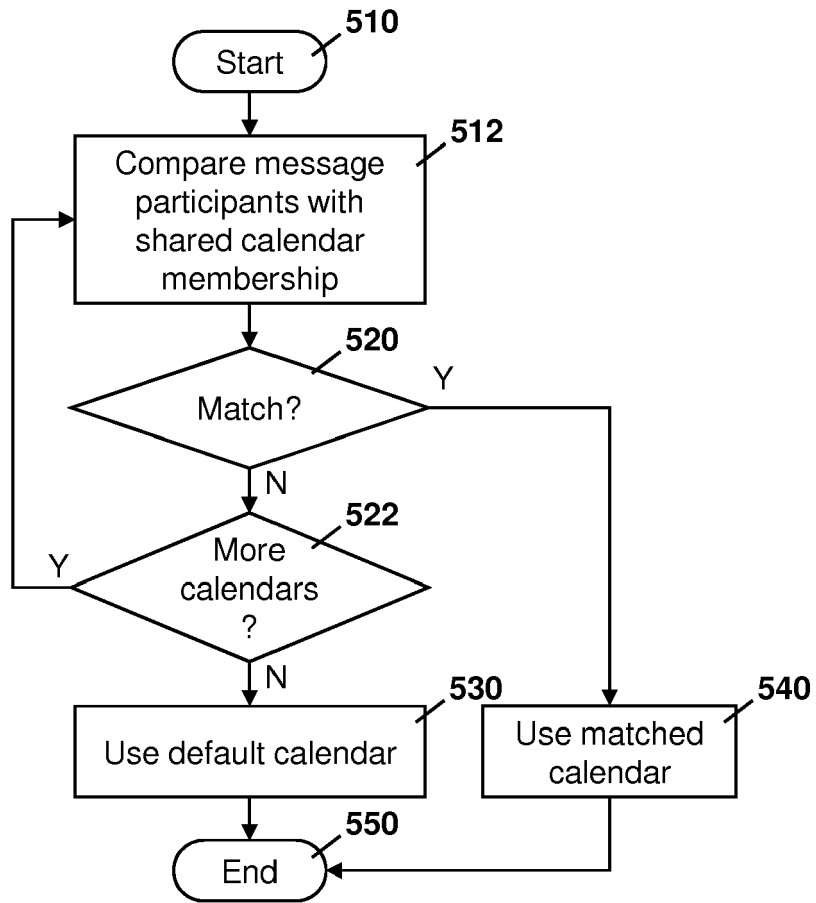 510
Start
512
Compare message
participants with
shared calendar
membership
520
Match?
Y
N
522
More
calendars
?
Y
N
530
Use default calendar
540
Use matched
calendar
550
End